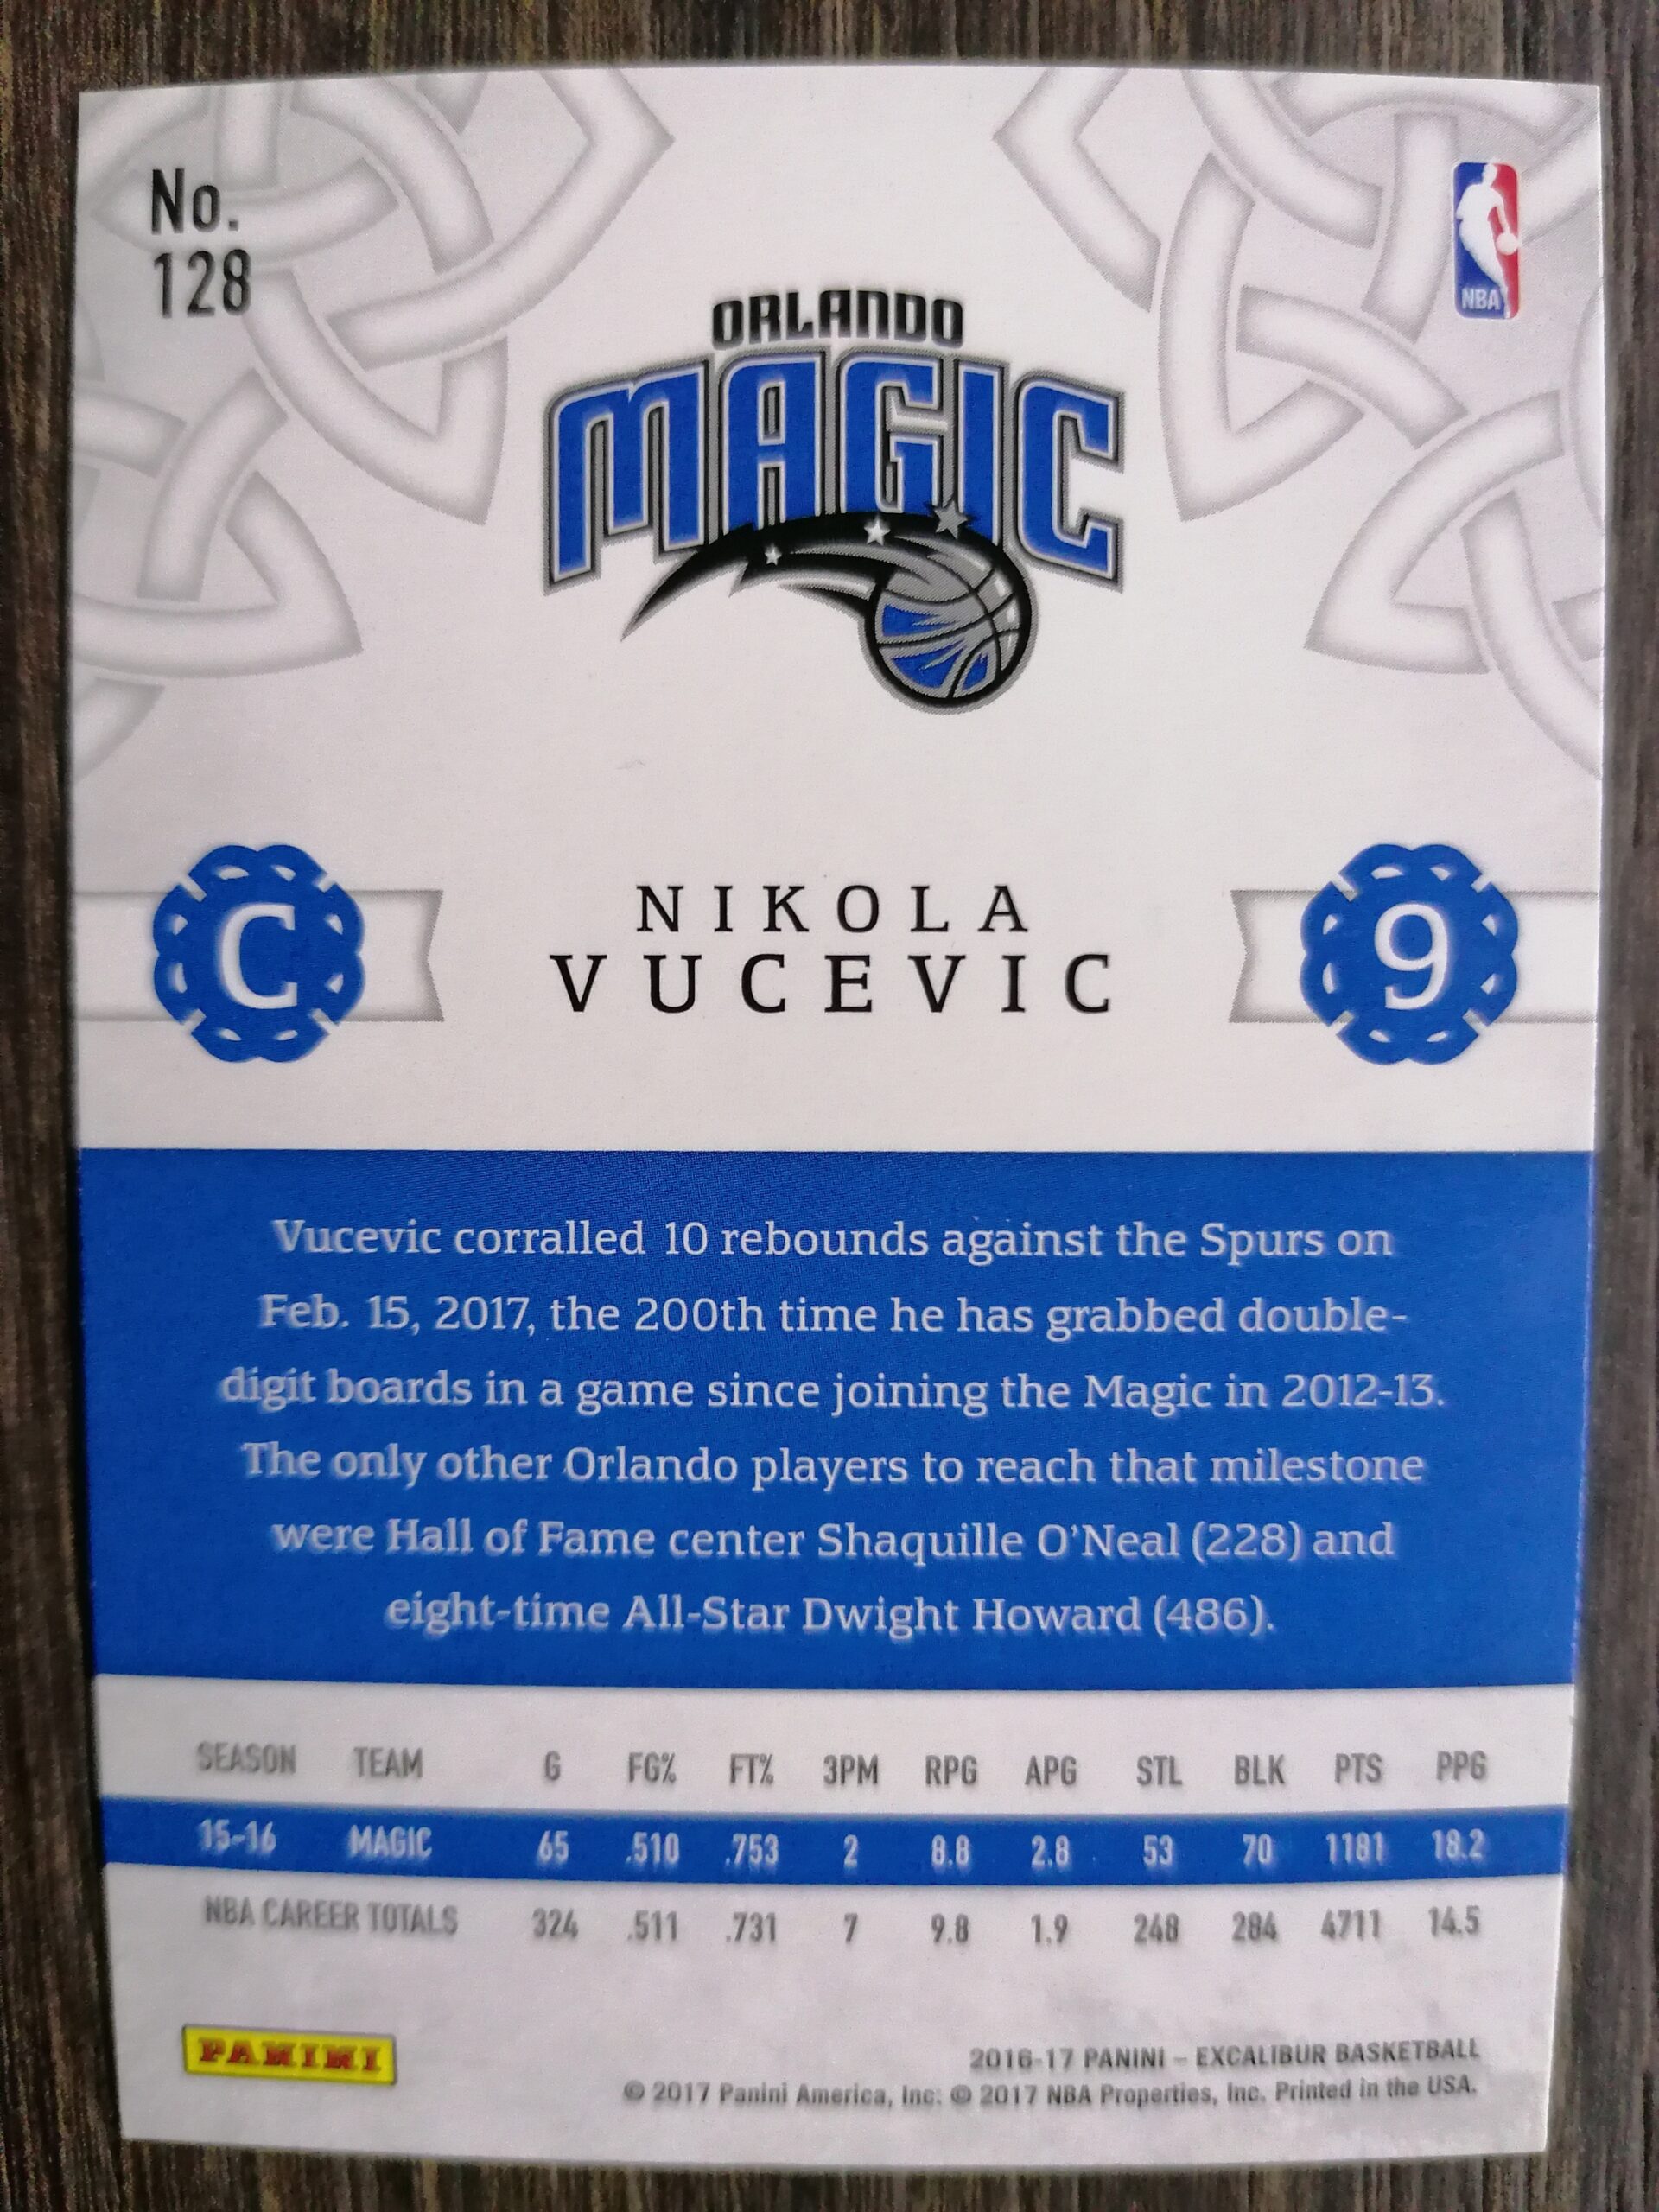 No.
128
NBA
ORLANDO
MAGIC
C
NIKOLA
VUCEVIC
9
Vucevic corralled 10 rebounds against the Spurs on
Feb. 15, 2017, the 200th time he has grabbed double-
digit boards in a game since joining the Magic in 2012-13.
The only other Orlando players to reach that milestone
were Hall of Fame center Shaquille O'Neal (228) and
eight-time All-Star Dwight Howard (486).
SEASON TEAM G FG% FT% 3PM RPG APG STL BLK PTS PPG
15-16 MAGIC 65 .510 .753 2 8.8 2.8 53 70 1181 18.2
NBA CAREER TOTALS 324 .511 .731 7 9.8 1.9 248 284 4711 14.5
PANINI
2016-17 PANINI – EXCALIBUR BASKETBALL
© 2017 Panini America, Inc. © 2017 NBA Properties, Inc. Printed in the USA.